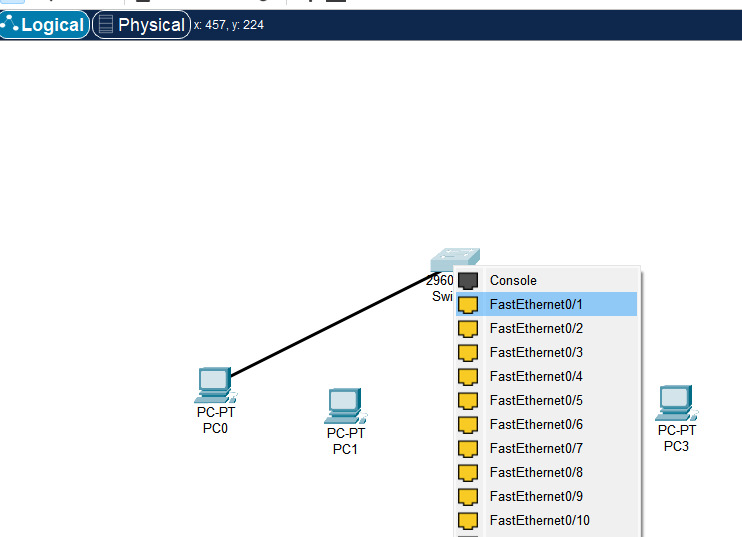 Logical
Physical
x: 457, y: 224
2960
Swi
Console
FastEthernet0/1
FastEthernet0/2
FastEthernet0/3
FastEthernet0/4
FastEthernet0/5
FastEthernet0/6
FastEthernet0/7
FastEthernet0/8
FastEthernet0/9
FastEthernet0/10
PC-PT
PC0
PC-PT
PC1
PC-PT
PC3